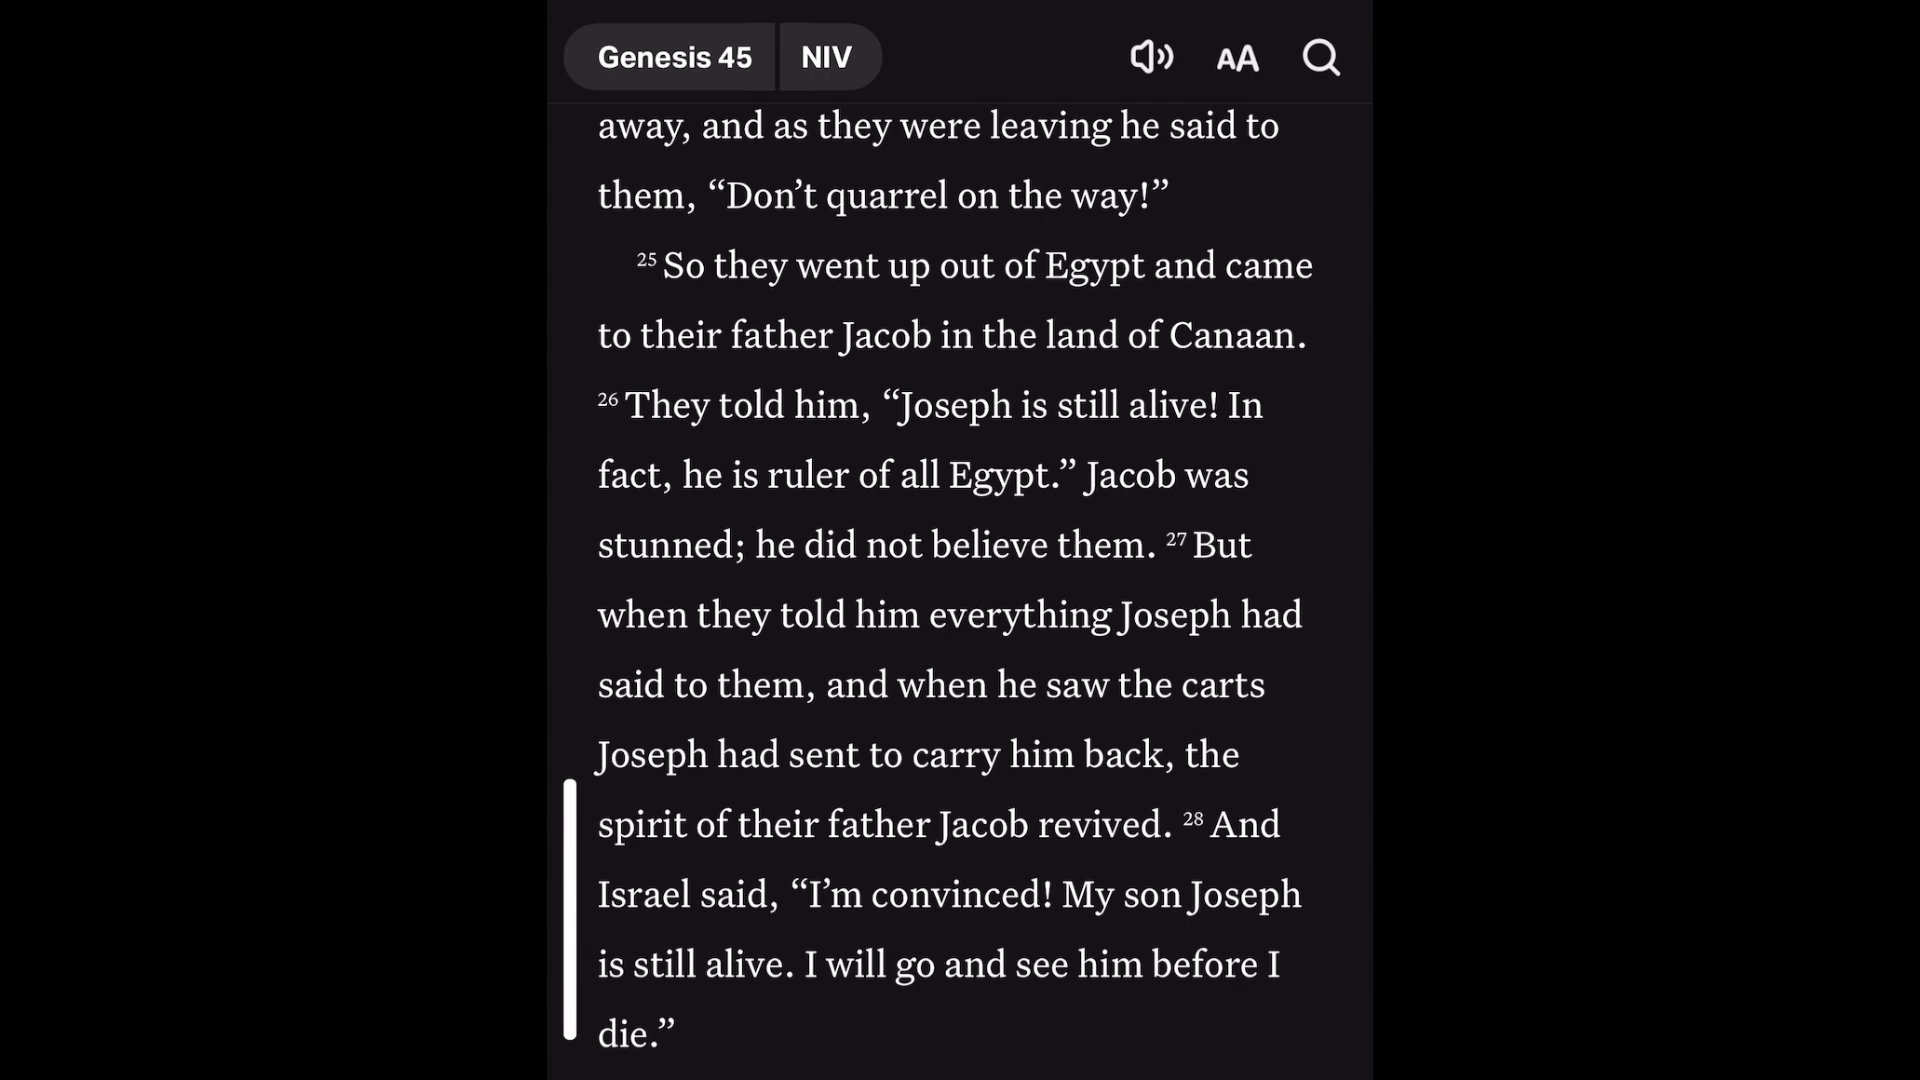 Genesis 45 NIV AA
away, and as they were leaving he said to
them, “Don’t quarrel on the way!”
25 So they went up out of Egypt and came
to their father Jacob in the land of Canaan.
26 They told him, “Joseph is still alive! In
fact, he is ruler of all Egypt.” Jacob was
stunned; he did not believe them. 27 But
when they told him everything Joseph had
said to them, and when he saw the carts
Joseph had sent to carry him back, the
spirit of their father Jacob revived. 28 And
Israel said, “I’m convinced! My son Joseph
is still alive. I will go and see him before I
die.”